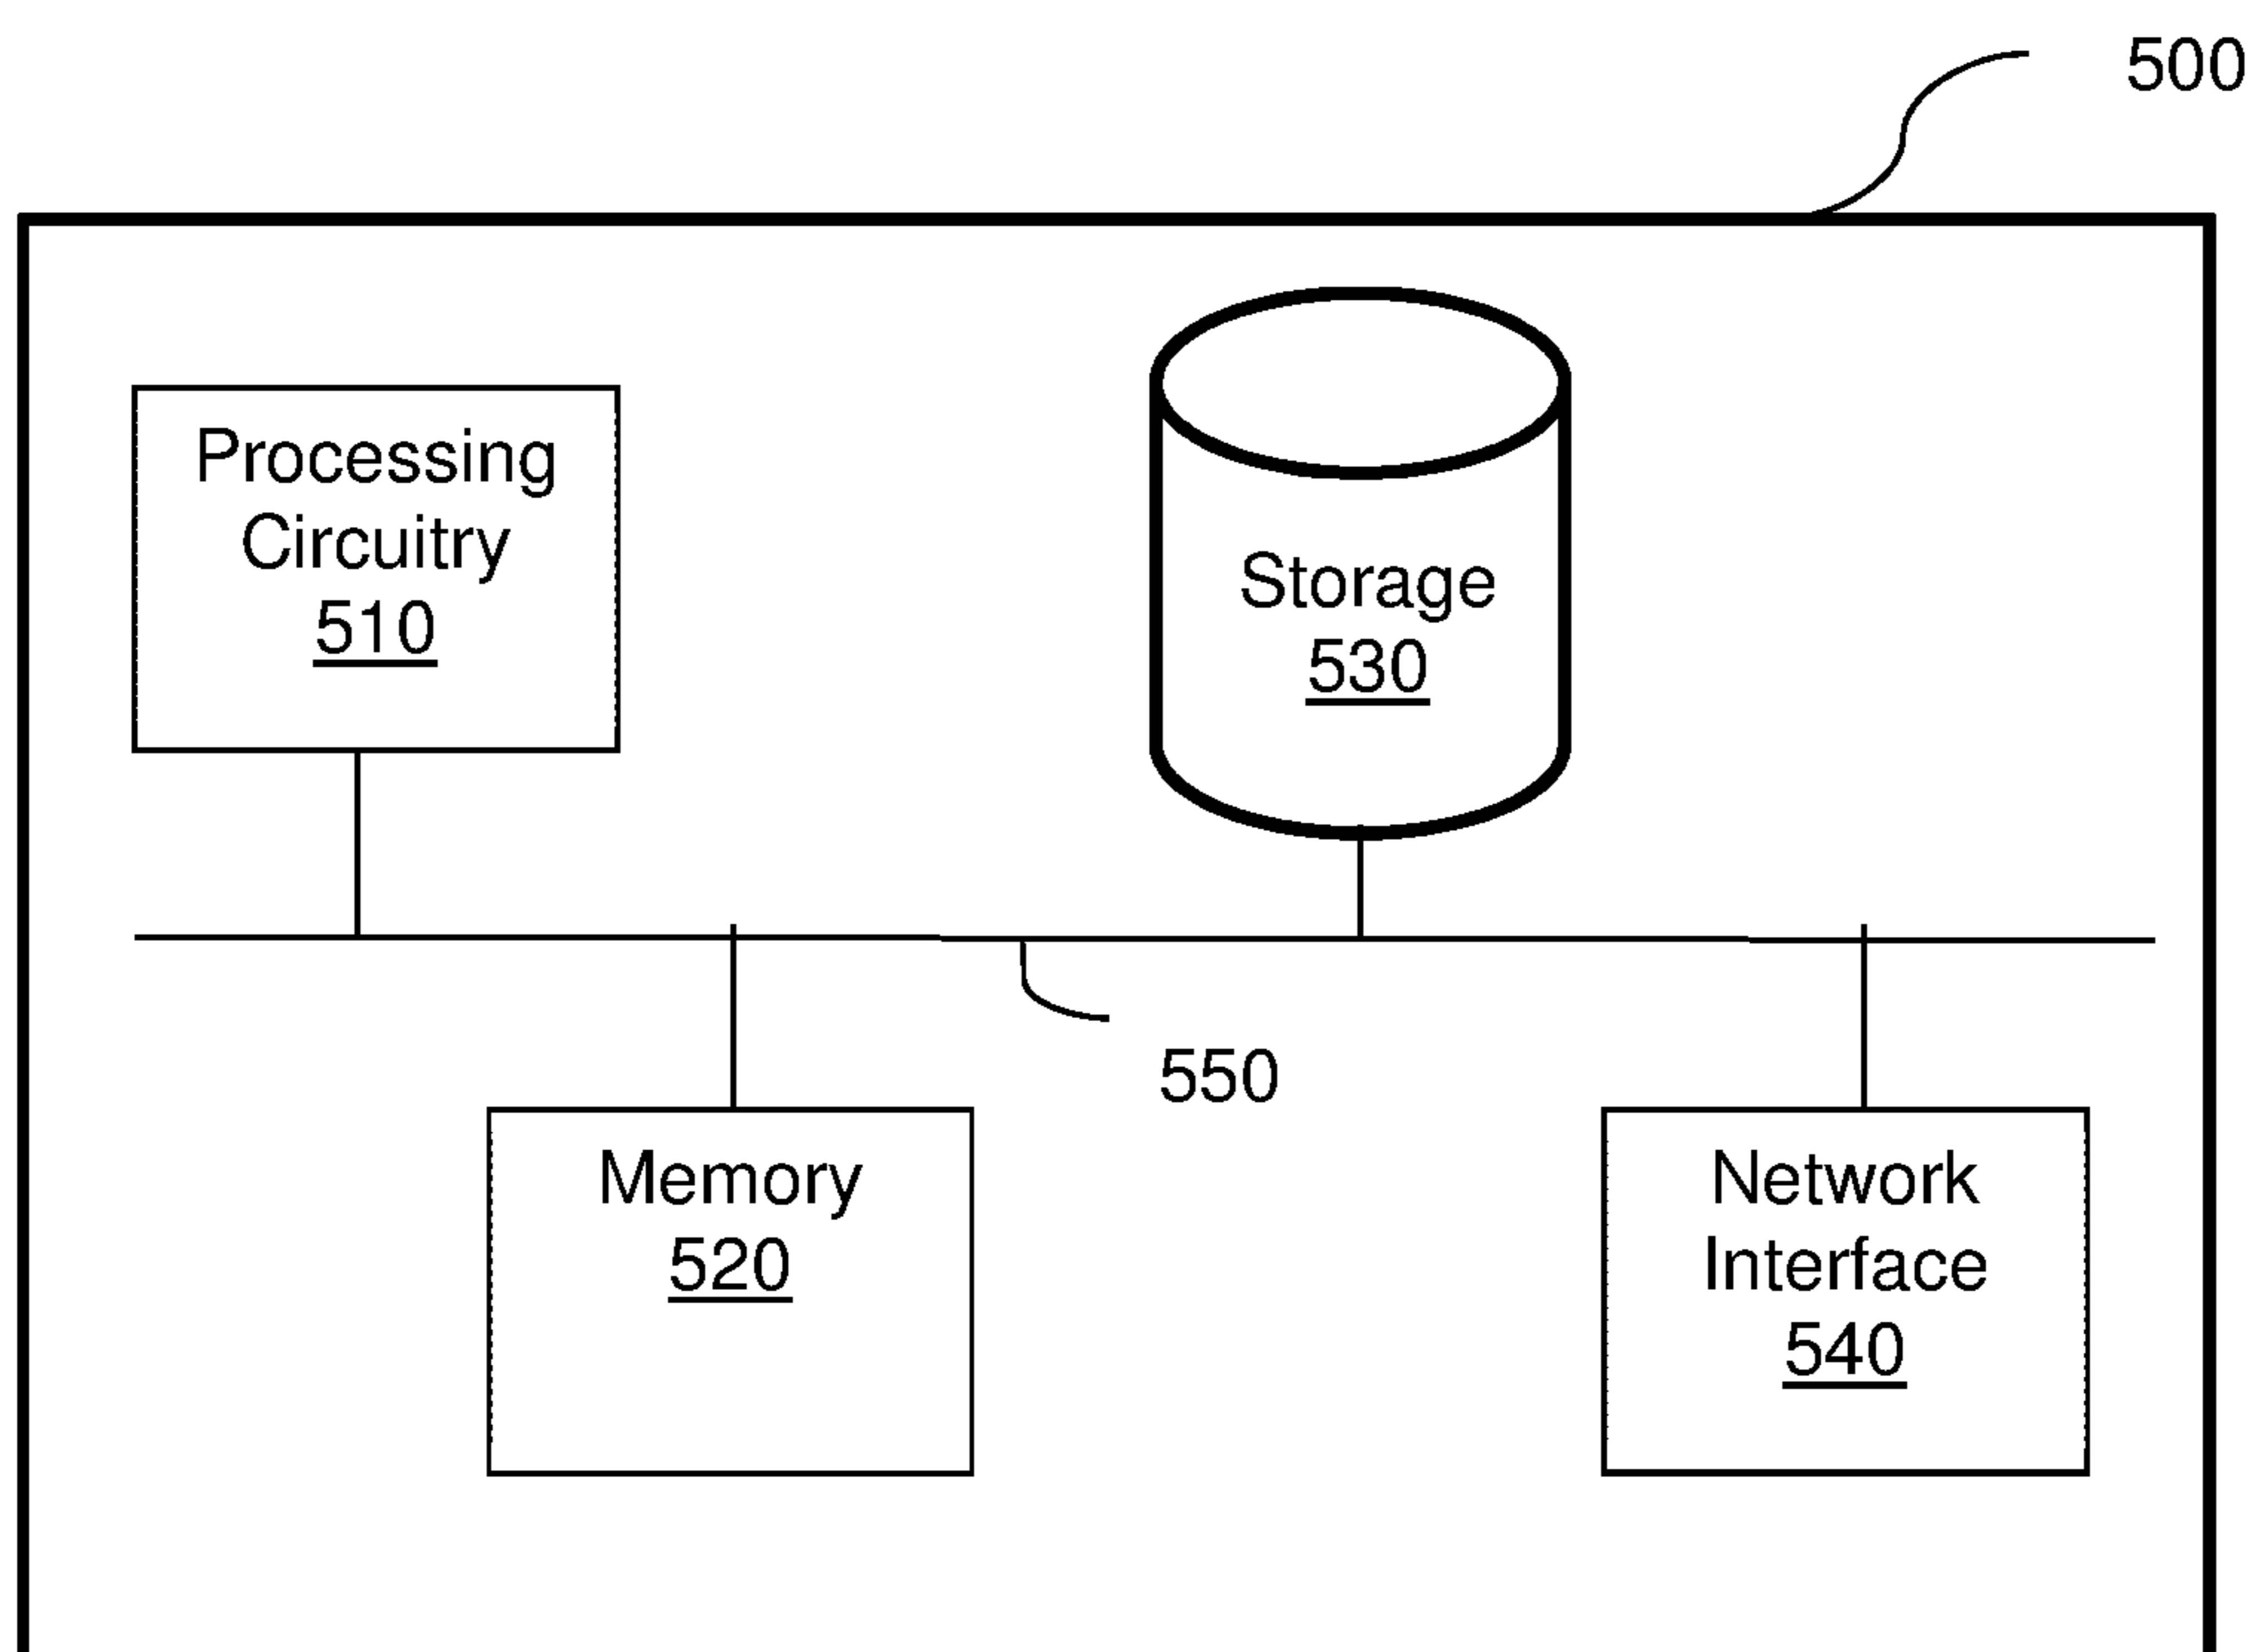 500
Processing
Circuitry
510
Storage
530
550
Memory
520
Network
Interface
540